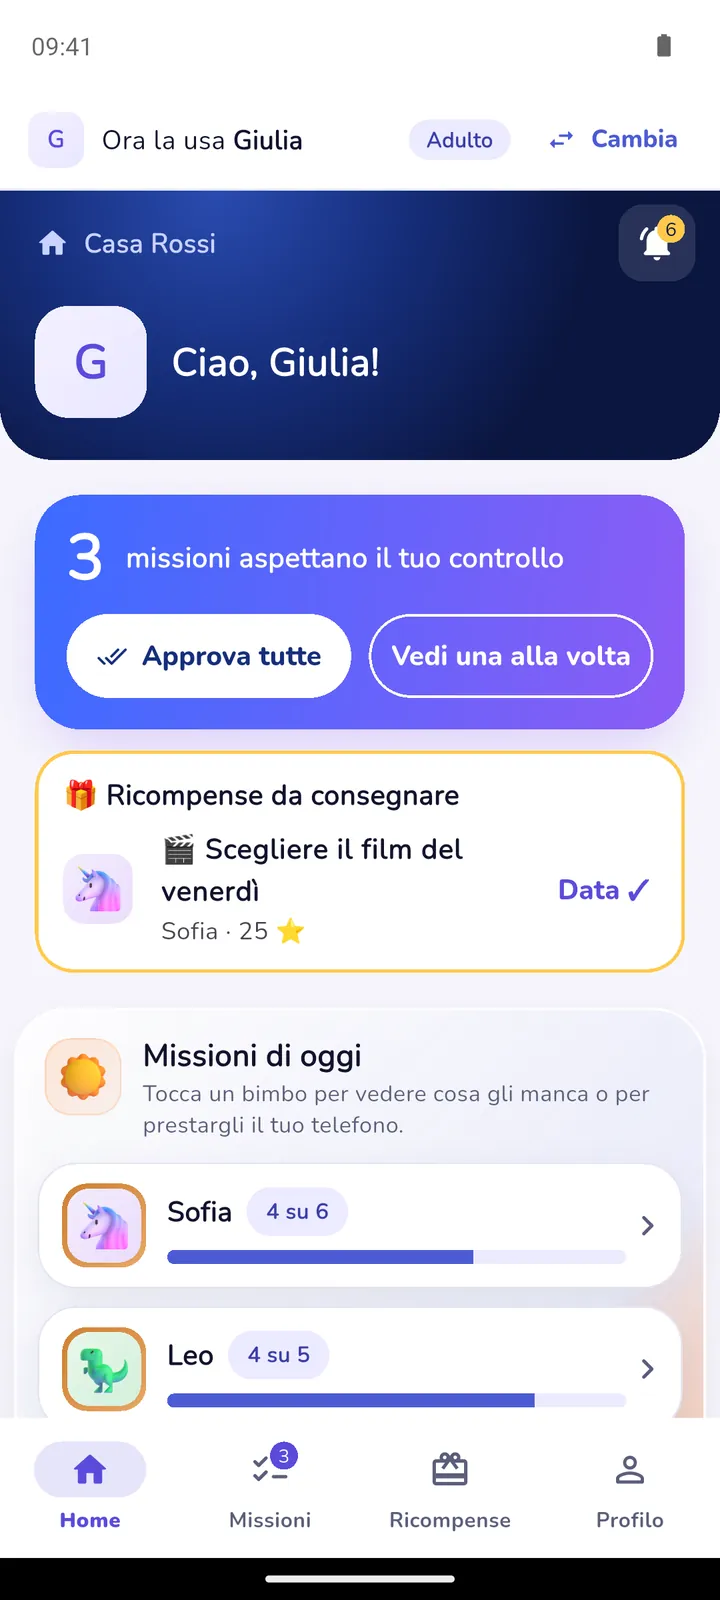 09:41
G Ora la usa Giulia Adulto Cambia
Casa Rossi 6
G Ciao, Giulia!
3 missioni aspettano il tuo controllo
Approva tutte Vedi una alla volta
Ricompense da consegnare
Scegliere il film del
venerdì
Data ✓
Sofia · 25 ⭐
Missioni di oggi
Tocca un bimbo per vedere cosa gli manca o per
prestargli il tuo telefono.
Sofia 4 su 6
Leo 4 su 5
3
Home Missioni Ricompense Profilo